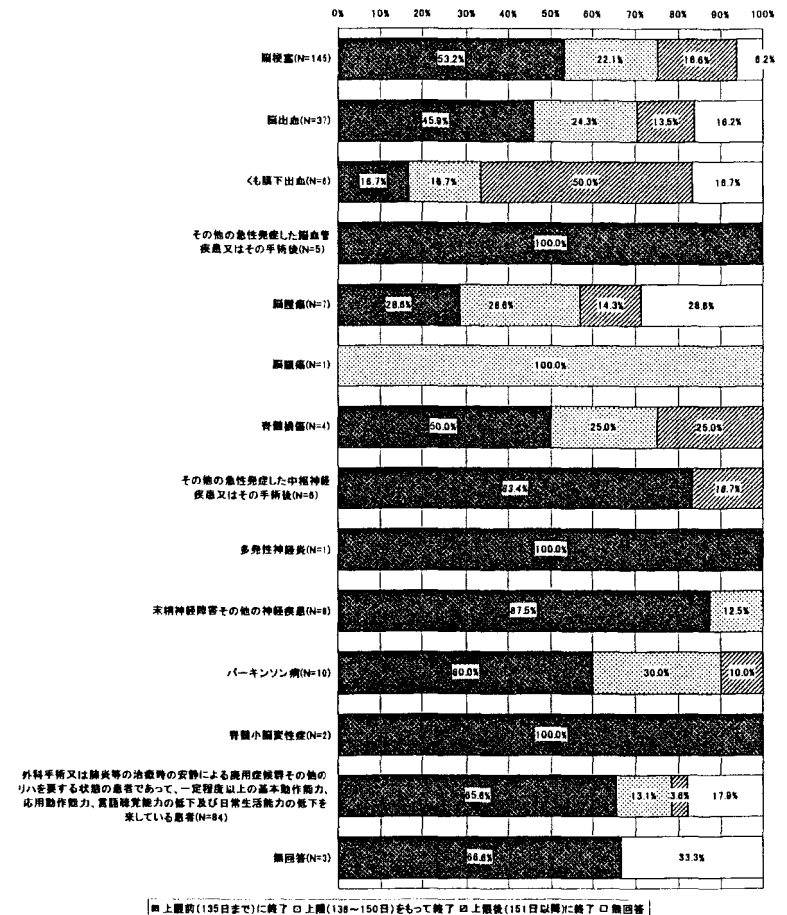 0% 10% 20% 30% 40% 50% 60% 70% 80% 90% 100%
脳梗塞(N=145) 53.2% 22.1% 18.6% 6.2%
脳出血(N=37) 45.9% 24.3% 13.5% 16.2%
くも膜下出血(N=6) 16.7% 16.7% 50.0% 16.7%
その他の急性発症した脳血管
疾患又はその手術後(N=5) 100.0%
脳腫瘍(N=7) 28.6% 28.6% 14.3% 28.6%
脳膿瘍(N=1) 100.0%
脊髄損傷(N=4) 50.0% 25.0% 25.0%
その他の急性発症した中枢神経
疾患又はその手術後(N=6) 83.4% 16.7%
多発性神経炎(N=1) 100.0%
末梢神経障害その他の神経疾患(N=8) 87.5% 12.5%
パーキンソン病(N=10) 60.0% 30.0% 10.0%
脊髄小脳変性症(N=2) 100.0%
外科手術又は肺炎等の治療時の安静による廃用症候群その他の
リハを要する状態の患者であって、一定程度以上の基本動作能力、
応用動作能力、言語聴覚能力の低下及び日常生活能力の低下を
来している患者(N=84) 65.6% 13.1% 3.6% 17.9%
無回答(N=3) 66.6% 33.3%
上限前(135日まで)に終了 上限(136～150日)をもって終了 上限後(151日以降)に終了 無回答